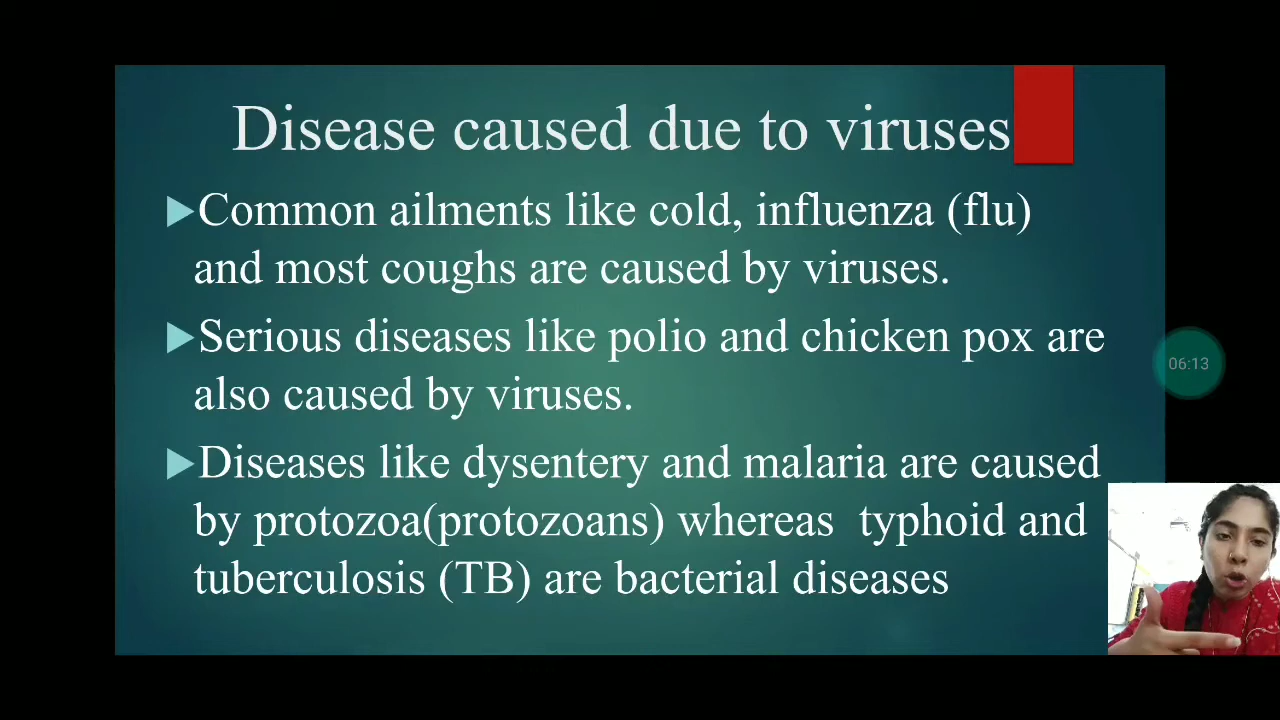 Disease caused due to viruses
Common ailments like cold, influenza (flu)
and most coughs are caused by viruses.
Serious diseases like polio and chicken pox are
also caused by viruses.
Diseases like dysentery and malaria are caused
by protozoa(protozoans) whereas  typhoid and
tuberculosis (TB) are bacterial diseases
06:13